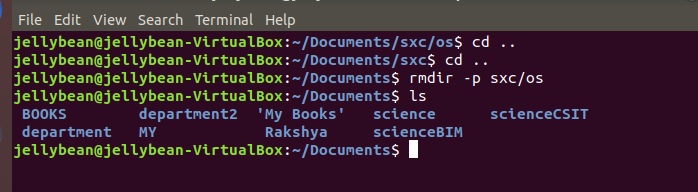 File Edit View Search Terminal Help
jellybean@jellybean-VirtualBox:~/Documents/sxc/os$ cd ..
jellybean@jellybean-VirtualBox:~/Documents/sxc$ cd ..
jellybean@jellybean-VirtualBox:~/Documents$ rmdir -p sxc/os
jellybean@jellybean-VirtualBox:~/Documents$ ls
BOOKS department2 'My Books' science scienceCSIT
department MY Rakshya scienceBIM
jellybean@jellybean-VirtualBox:~/Documents$